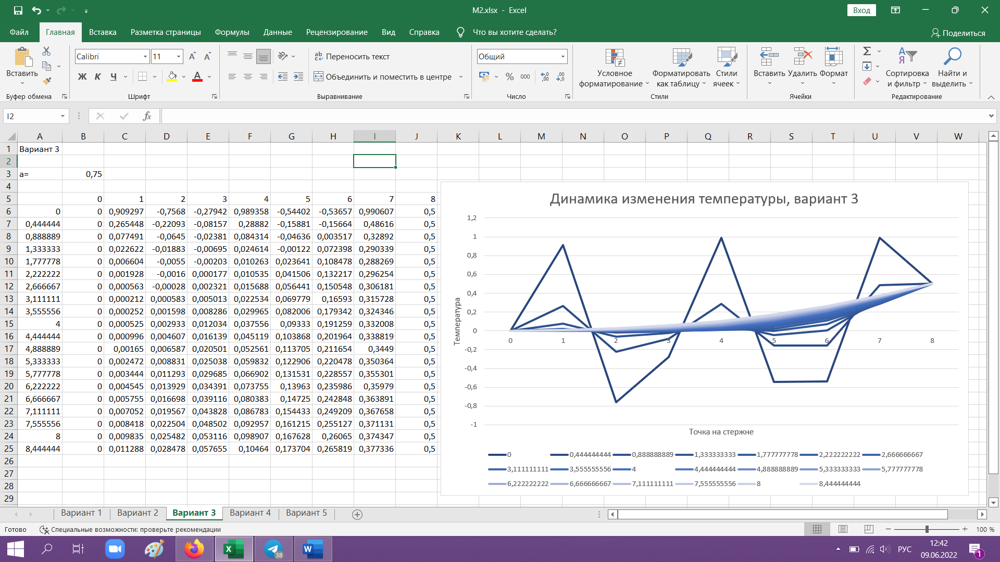 M2.xlsx - Excel
Вход
Файл Главная Вставка Разметка страницы Формулы Данные Рецензирование Вид Справка Что вы хотите сделать? Поделиться
Вставить
Calibri 11
Ж К Ч
Переносить текст
Объединить и поместить в центре
Общий
% 000
Условное форматирование
Форматировать как таблицу
Стили ячеек
Вставить Удалить Формат
Сортировка и фильтр
Найти и выделить
Буфер обмена Шрифт Выравнивание Число Стили Ячейки Редактирование
I2
A B C D E F G H I J K L M N O P Q R S T U V W
1 Вариант 3
2
3 a= 0,75
4
5 0 1 2 3 4 5 6 7 8
6 0 0 0,909297 -0,7568 -0,27942 0,989358 -0,54402 -0,53657 0,990607 0,5
7 0,444444 0 0,265448 -0,22093 -0,08157 0,28882 -0,15881 -0,15664 0,48616 0,5
8 0,888889 0 0,077491 -0,0645 -0,02381 0,084314 -0,04636 0,003517 0,32892 0,5
9 1,333333 0 0,022622 -0,01883 -0,00695 0,024614 -0,00122 0,072398 0,290339 0,5
10 1,777778 0 0,006604 -0,0055 -0,00203 0,010263 0,023641 0,108478 0,288269 0,5
11 2,222222 0 0,001928 -0,0016 0,000177 0,010535 0,041506 0,132217 0,296254 0,5
12 2,666667 0 0,000563 -0,00028 0,002321 0,015688 0,056441 0,150548 0,306181 0,5
13 3,111111 0 0,000212 0,000583 0,005013 0,022534 0,069779 0,16593 0,315728 0,5
14 3,555556 0 0,000252 0,001598 0,008286 0,029965 0,082006 0,179342 0,324346 0,5
15 4 0 0,000525 0,002933 0,012034 0,037556 0,09333 0,191259 0,332008 0,5
16 4,444444 0 0,000996 0,004607 0,016139 0,045119 0,103868 0,201964 0,338819 0,5
17 4,888889 0 0,00165 0,006587 0,020501 0,052561 0,113705 0,211654 0,3449 0,5
18 5,333333 0 0,002472 0,008831 0,025038 0,059832 0,122906 0,220478 0,350364 0,5
19 5,777778 0 0,003444 0,011293 0,029685 0,066902 0,131531 0,228557 0,355301 0,5
20 6,222222 0 0,004545 0,013929 0,034391 0,073755 0,13963 0,235986 0,35979 0,5
21 6,666667 0 0,005755 0,016698 0,039116 0,080383 0,14725 0,242848 0,363891 0,5
22 7,111111 0 0,007052 0,019567 0,043828 0,086783 0,154433 0,249209 0,367658 0,5
23 7,555556 0 0,008418 0,022504 0,048502 0,092957 0,161215 0,255127 0,371131 0,5
24 8 0 0,009835 0,025482 0,053116 0,098907 0,167628 0,26065 0,374347 0,5
25 8,444444 0 0,011288 0,028478 0,057655 0,10464 0,173704 0,265819 0,377336 0,5
26
27
28
29
Динамика изменения температуры, вариант 3
1,2
1
0,8
0,6
0,4
0,2
0
-0,2
-0,4
-0,6
-0,8
-1
Температура
0 1 2 3 4 5 6 7 8
Точка на стержне
0 0,444444444 0,888888889 1,333333333 1,777777778 2,222222222 2,666666667
3,111111111 3,555555556 4 4,444444444 4,888888889 5,333333333 5,777777778
6,222222222 6,666666667 7,111111111 7,555555556 8 8,444444444
Вариант 1 Вариант 2 Вариант 3 Вариант 4 Вариант 5
Готово Специальные возможности: проверьте рекомендации 100 %
38
РУС
12:42
09.06.2022
1